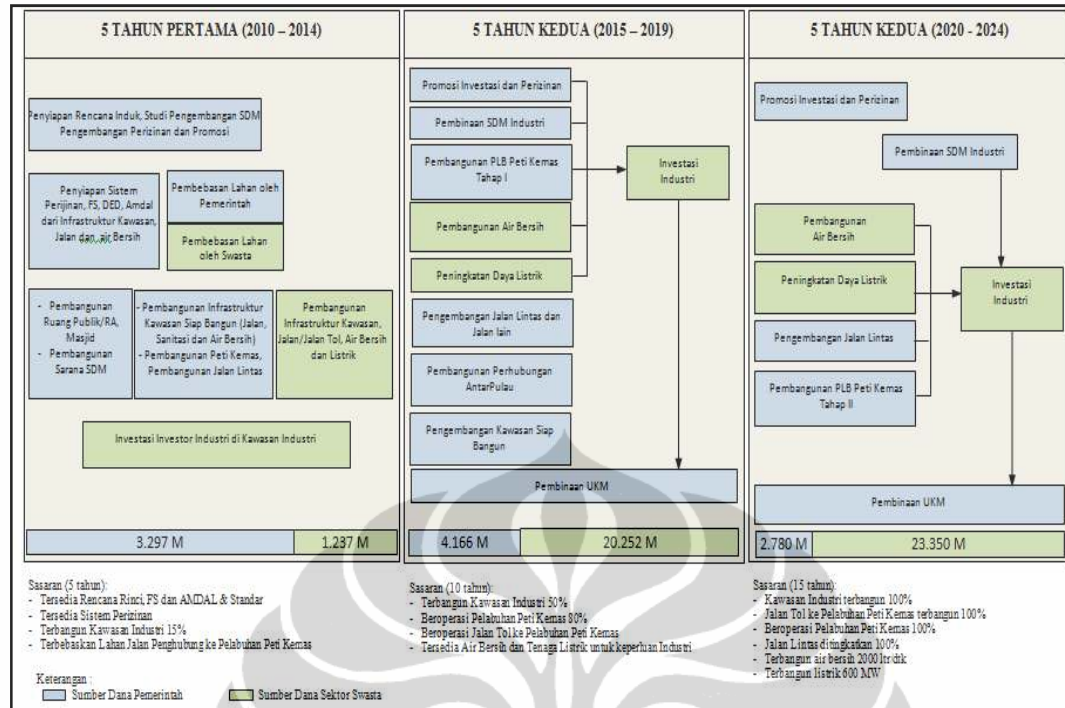 5 TAHUN PERTAMA (2010 – 2014)
Penyiapan Rencana Induk, Studi Pengembangan SDM
Pengembangan Perizinan dan Promosi
Penyiapan Sistem
Perijinan, FS, DED, Amdal
dari Infrastruktur Kawasan,
Jalan dan air Bersih
Pembebasan Lahan oleh
Pemerintah
Pembebasan Lahan
oleh Swasta
- Pembangunan
Ruang Publik/RA,
Masjid
- Pembangunan
Sarana SDM
- Pembangunan Infrastruktur
Kawasan Siap Bangun (Jalan,
Sanitasi dan Air Bersih)
- Pembangunan Peti Kemas,
Pembangunan Jalan Lintas
Pembangunan
Infrastruktur Kawasan,
Jalan/Jalan Tol, Air Bersih
dan Listrik
Investasi Investor Industri di Kawasan Industri
3.297 M
1.237 M
Sasaran (5 tahun):
- Tersedia Rencana Rinci, FS dan AMDAL & Standar
- Tersedia Sistem Perizinan
- Terbangun Kawasan Industri 15%
- Terbebaskan Lahan Jalan Penghubung ke Pelabuhan Peti Kemas
5 TAHUN KEDUA (2015 – 2019)
Promosi Investasi dan Perizinan
Pembinaan SDM Industri
Pembangunan PLB Peti Kemas
Tahap I
Pembangunan Air Bersih
Peningkatan Daya Listrik
Pengembangan Jalan Lintas dan
Jalan lain
Pembangunan Perhubungan
AntarPulau
Pengembangan Kawasan Siap
Bangun
Investasi
Industri
Pembinaan UKM
4.166 M
20.252 M
Sasaran (10 tahun):
- Terbangun Kawasan Industri 50%
- Beroperasi Pelabuhan Peti Kemas 80%
- Beroperasi Jalan Tol ke Pelabuhan Peti Kemas
- Tersedia Air Bersih dan Tenaga Listrik untuk keperluan Industri
5 TAHUN KEDUA (2020 - 2024)
Promosi Investasi dan Perizinan
Pembinaan SDM Industri
Pembangunan
Air Bersih
Peningkatan Daya Listrik
Pengembangan Jalan Lintas
Pembangunan PLB Peti Kemas
Tahap II
Investasi
Industri
Pembinaan UKM
2.780 M
23.350 M
Sasaran (15 tahun):
- Kawasan Industri terbangun 100%
- Jalan Tol ke Pelabuhan Peti Kemas terbangun 100%
- Beroperasi Pelabuhan Peti Kemas 100%
- Jalan Lintas ditingkatkan 100%
- Terbangun air bersih 2000 ltr/dtk
- Terbangun listrik 600 MW
Keterangan :
Sumber Dana Pemerintah
Sumber Dana Sektor Swasta